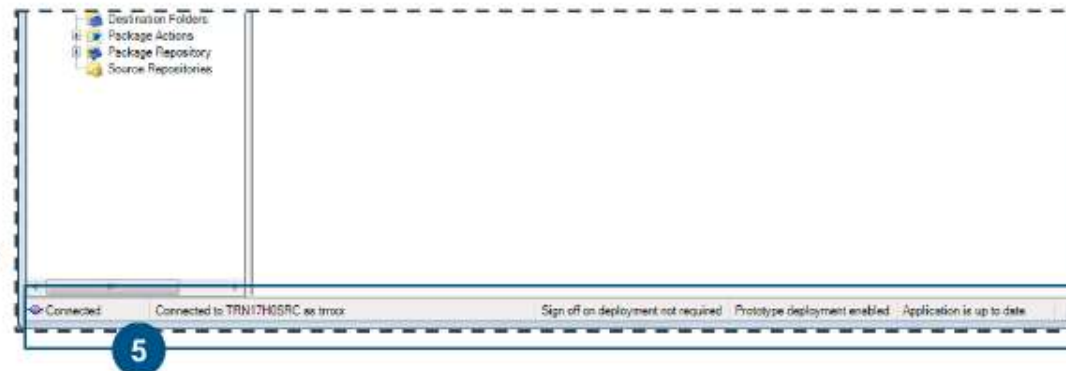 Destination Folders
Package Actions
Package Repository
Source Repositories
Connected Connected to TRN17H0SRC as trnxx Sign off on deployment not required Prototype deployment enabled Application is up to date
5